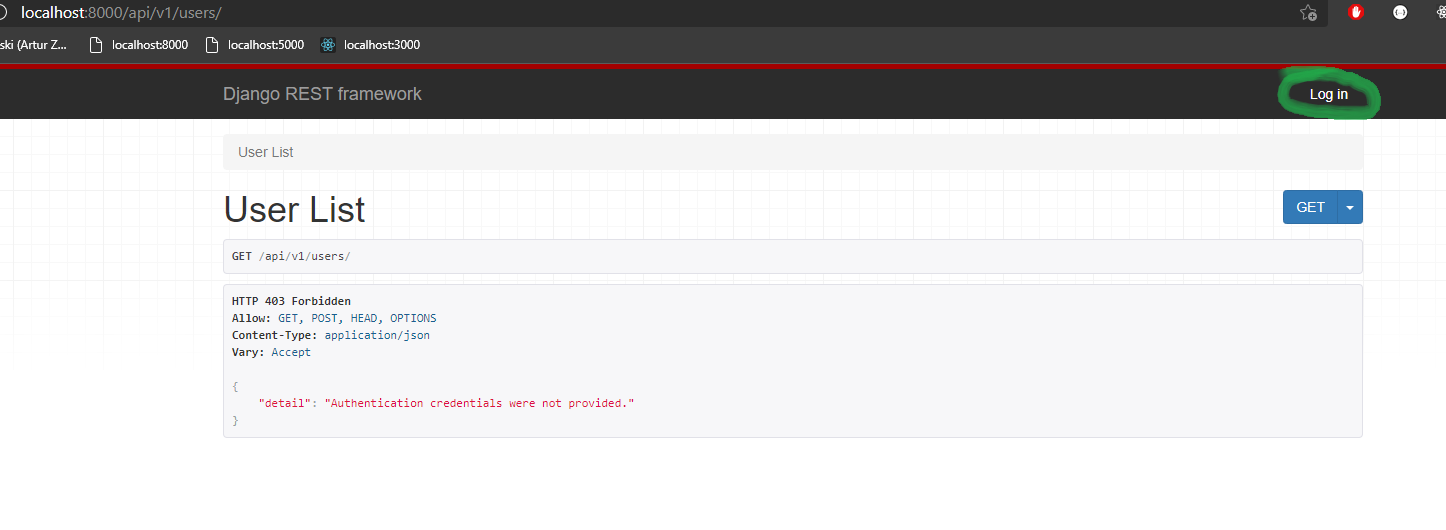 localhost:8000/api/v1/users/
ski (Artur Z... localhost:8000 localhost:5000 localhost:3000
Django REST framework Log in
User List
User List GET
GET /api/v1/users/
HTTP 403 Forbidden
Allow: GET, POST, HEAD, OPTIONS
Content-Type: application/json
Vary: Accept
{
"detail": "Authentication credentials were not provided."
}